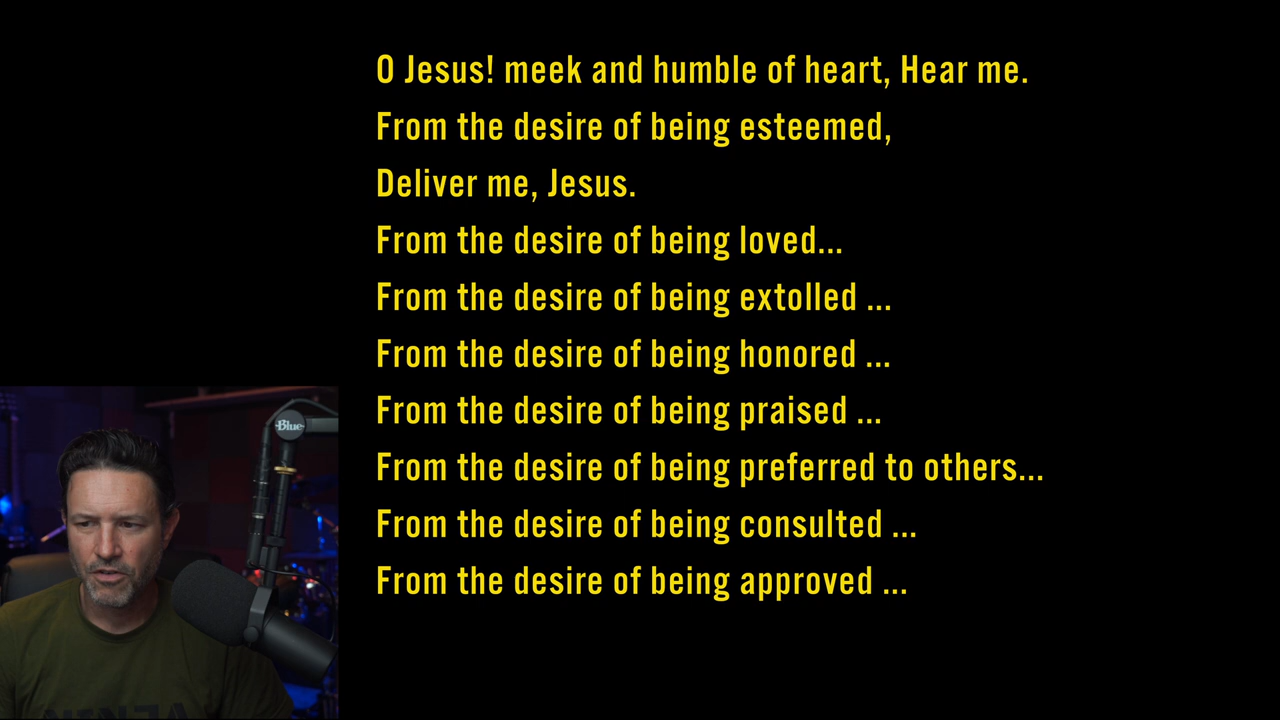 O Jesus! meek and humble of heart, Hear me.
From the desire of being esteemed,
Deliver me, Jesus.
From the desire of being loved...
From the desire of being extolled ...
From the desire of being honored ...
From the desire of being praised ...
From the desire of being preferred to others...
From the desire of being consulted ...
From the desire of being approved ...
Blue